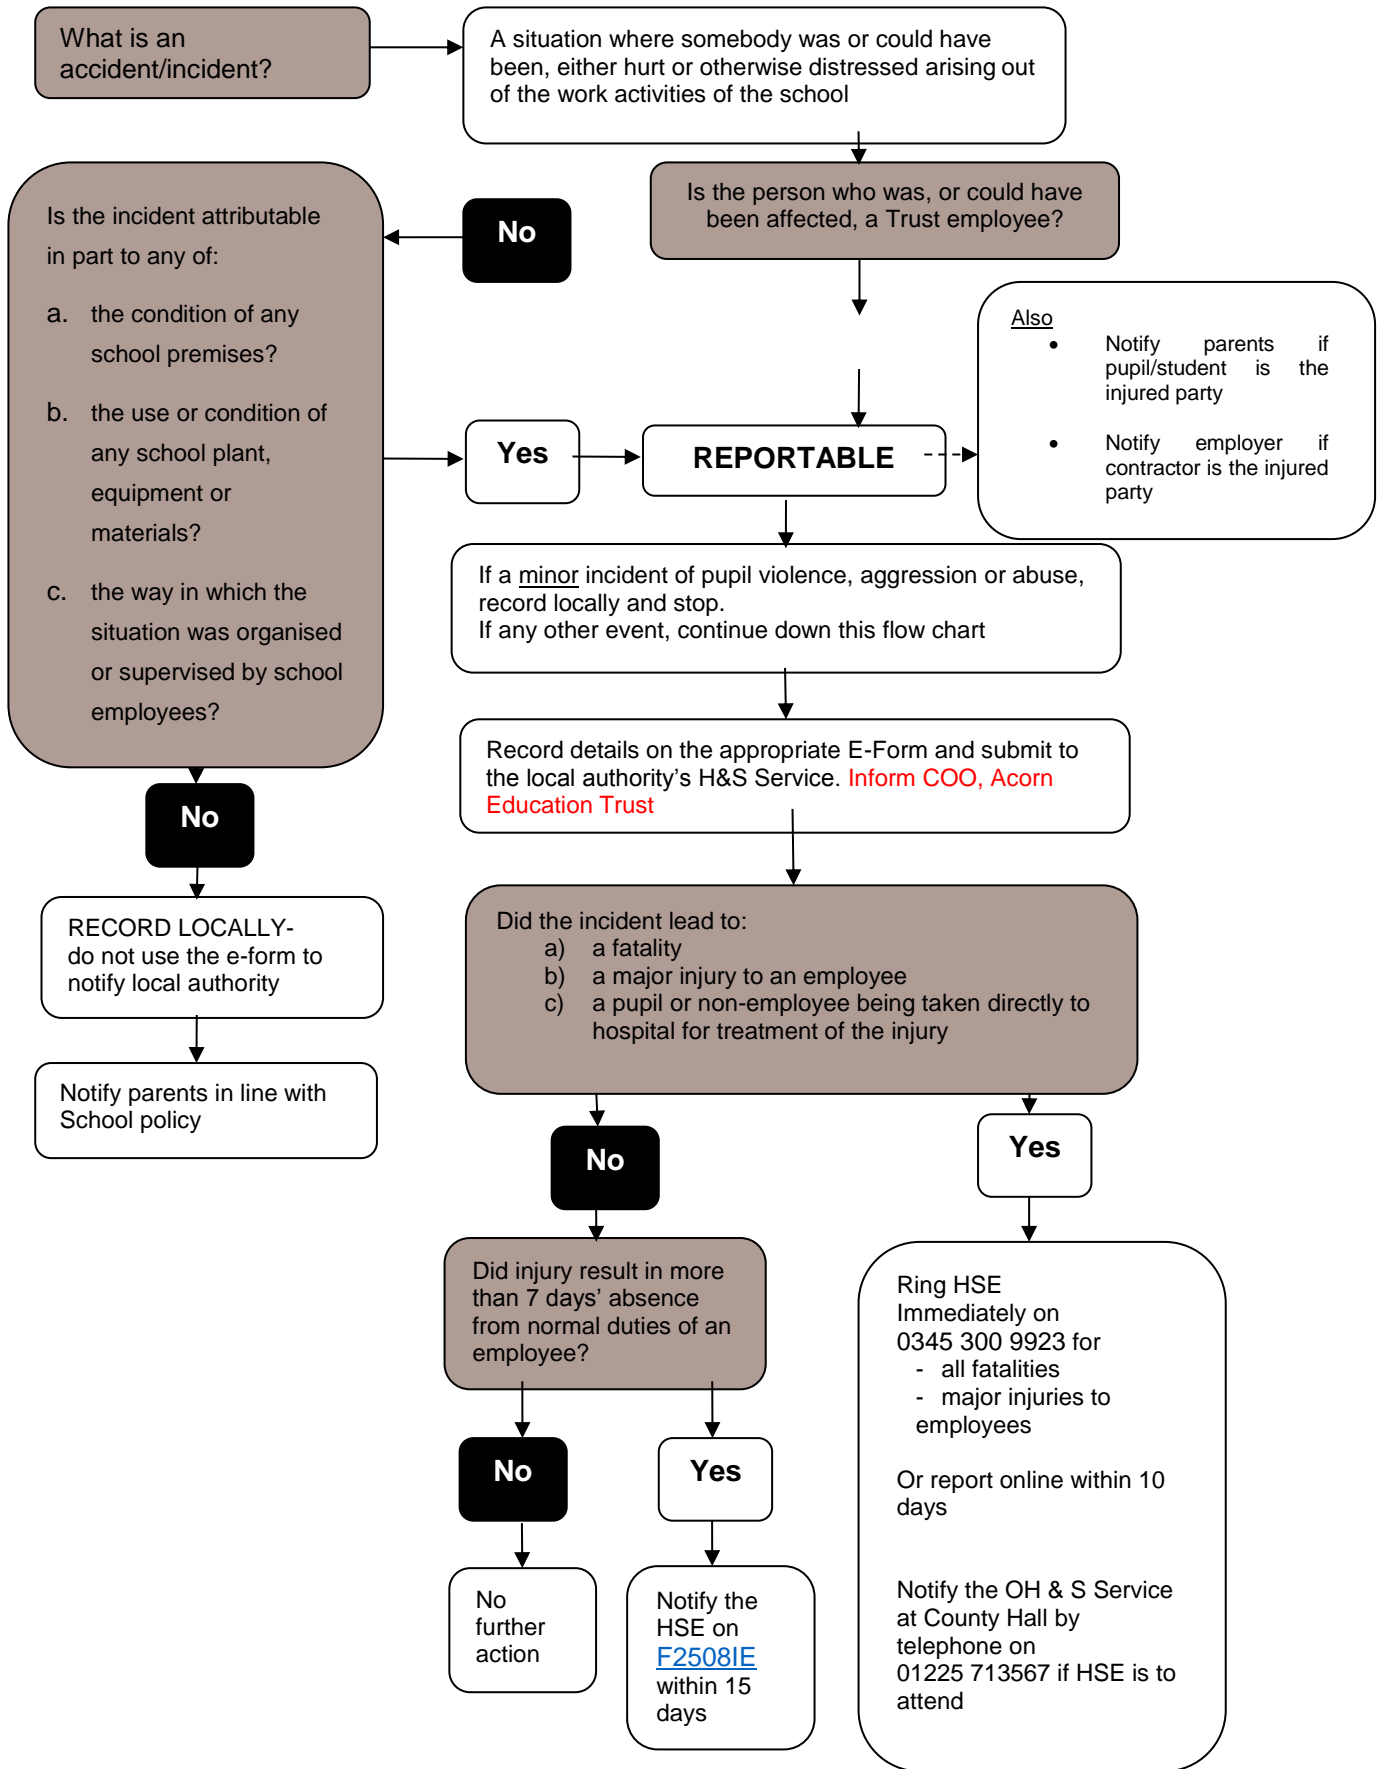 What is an
accident/incident?
A situation where somebody was or could have
been, either hurt or otherwise distressed arising out
of the work activities of the school
Is the person who was, or could have
been affected, a Trust employee?
No
Is the incident attributable
in part to any of:
a. the condition of any
school premises?
b. the use or condition of
any school plant,
equipment or
materials?
c. the way in which the
situation was organised
or supervised by school
employees?
Yes
REPORTABLE
Also
• Notify parents if
pupil/student is the
injured party
• Notify employer if
contractor is the injured
party
If a minor incident of pupil violence, aggression or abuse,
record locally and stop.
If any other event, continue down this flow chart
Record details on the appropriate E-Form and submit to
the local authority’s H&S Service. Inform COO, Acorn
Education Trust
No
RECORD LOCALLY-
do not use the e-form to
notify local authority
Notify parents in line with
School policy
Did the incident lead to:
a) a fatality
b) a major injury to an employee
c) a pupil or non-employee being taken directly to
hospital for treatment of the injury
No
Yes
Did injury result in more
than 7 days’ absence
from normal duties of an
employee?
No
Yes
No
further
action
Notify the
HSE on
F2508IE
within 15
days
Ring HSE
Immediately on
0345 300 9923 for
- all fatalities
- major injuries to
employees
Or report online within 10
days
Notify the OH & S Service
at County Hall by
telephone on
01225 713567 if HSE is to
attend